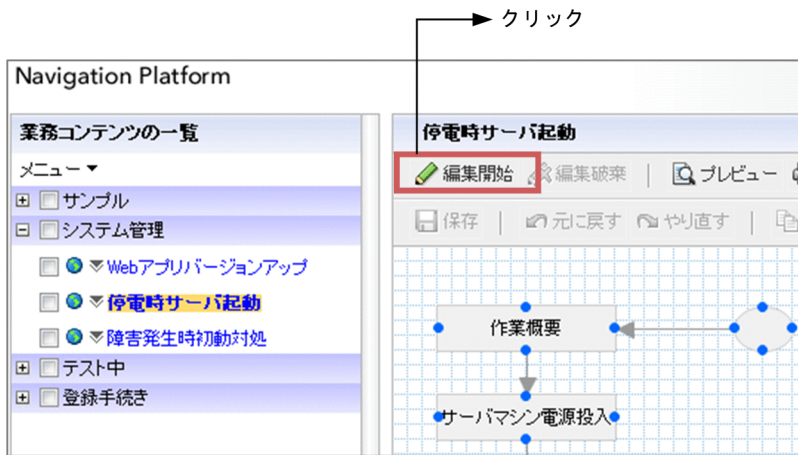 クリック
Navigation Platform
業務コンテンツの一覧
メニュー▼
サンプル
システム管理
Webアプリバージョンアップ
停電時サーバ起動
障害発生時初動対処
テスト中
登録手続き
停電時サーバ起動
編集開始 編集破棄 | プレビュー
保存 | 元に戻す やり直す |
作業概要
サーバマシン電源投入